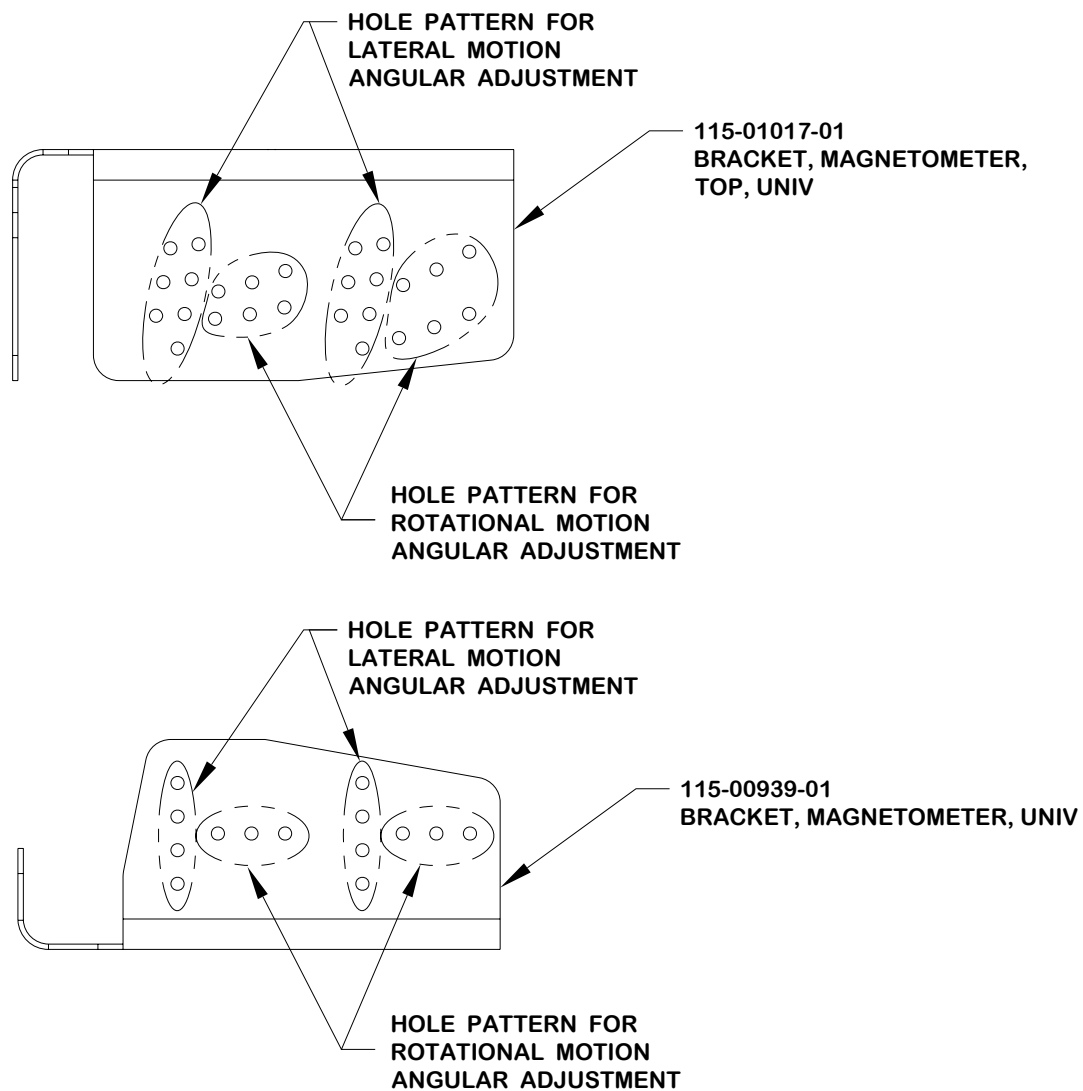 HOLE PATTERN FOR
LATERAL MOTION
ANGULAR ADJUSTMENT
115-01017-01
BRACKET, MAGNETOMETER,
TOP, UNIV
HOLE PATTERN FOR
ROTATIONAL MOTION
ANGULAR ADJUSTMENT
HOLE PATTERN FOR
LATERAL MOTION
ANGULAR ADJUSTMENT
115-00939-01
BRACKET, MAGNETOMETER, UNIV
HOLE PATTERN FOR
ROTATIONAL MOTION
ANGULAR ADJUSTMENT